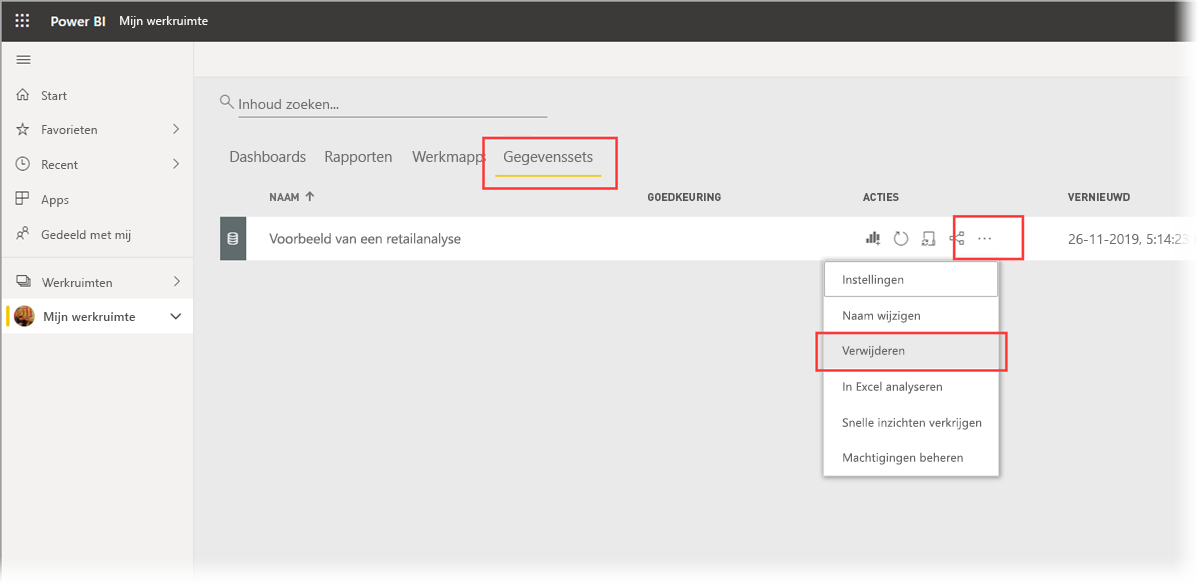 Power BI Mijn werkruimte
Start
Favorieten
Recent
Apps
Gedeeld met mij
Werkruimten
Mijn werkruimte
Inhoud zoeken...
Dashboards Rapporten Werkmapp Gegevenssets
NAAM GOEDKEURING ACTIES VERNIEUWD
Voorbeeld van een retailanalyse ... 26-11-2019, 5:14:23
Instellingen
Naam wijzigen
Verwijderen
In Excel analyseren
Snelle inzichten verkrijgen
Machtigingen beheren